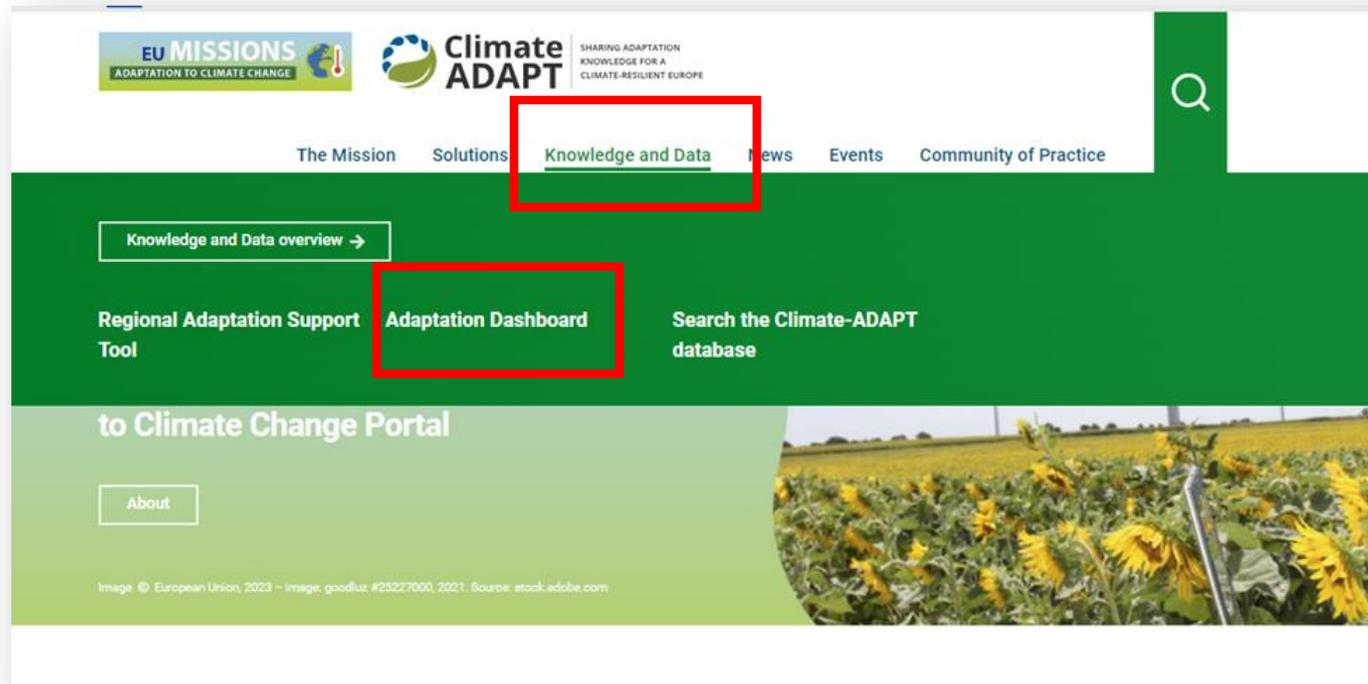 EU MISSIONS
ADAPTATION TO CLIMATE CHANGE
Climate
ADAPT
SHARING ADAPTATION
KNOWLEDGE FOR A
CLIMATE-RESILIENT EUROPE
The Mission Solutions Knowledge and Data News Events Community of Practice
Knowledge and Data overview →
Regional Adaptation Support
Tool
Adaptation Dashboard
Search the Climate-ADAPT
database
to Climate Change Portal
About
Image © European Union, 2023 – image: goodluz #25227000, 2021. Source: stock.adobe.com